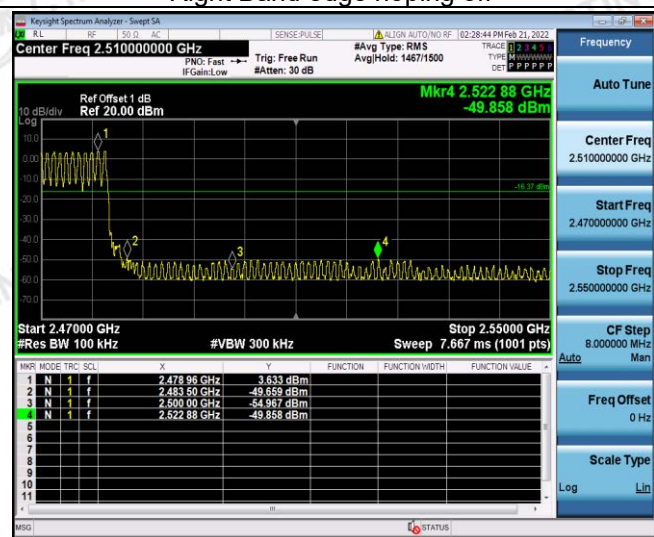 Right Band edge hoping off
Keysight Spectrum Analyzer - Swept SA
RL RF 50 Ω AC SENSE:PULSE ALIGN AUTO/NO RF 02:28:44 PM Feb 21, 2022
Center Freq 2.510000000 GHz #Avg Type: RMS TRACE 1 2 3 4 5 6
PNO: Fast Trig: Free Run Avg|Hold: 1467/1500 TYPE MWWWWW
IFGain:Low #Atten: 30 dB DET P P P P P P
Mkr4 2.522 88 GHz
-49.858 dBm
Ref Offset 1 dB
10 dB/div Ref 20.00 dBm
Log
10.0
0.00
-10.0
-20.0
-30.0
-40.0
-50.0
-60.0
-70.0
1
2
3
4
-16.37 dBm
Start 2.47000 GHz Stop 2.55000 GHz
#Res BW 100 kHz #VBW 300 kHz Sweep 7.667 ms (1001 pts)
MKR MODE TRC SCL X Y FUNCTION FUNCTION WIDTH FUNCTION VALUE
1 N 1 f 2.478 96 GHz 3.633 dBm
2 N 1 f 2.483 50 GHz -49.659 dBm
3 N 1 f 2.500 00 GHz -54.967 dBm
4 N 1 f 2.522 88 GHz -49.858 dBm
5
6
7
8
9
10
11
MSG STATUS
Frequency
Auto Tune
Center Freq
2.510000000 GHz
Start Freq
2.470000000 GHz
Stop Freq
2.550000000 GHz
CF Step
8.000000 MHz
Auto Man
Freq Offset
0 Hz
Scale Type
Log Lin